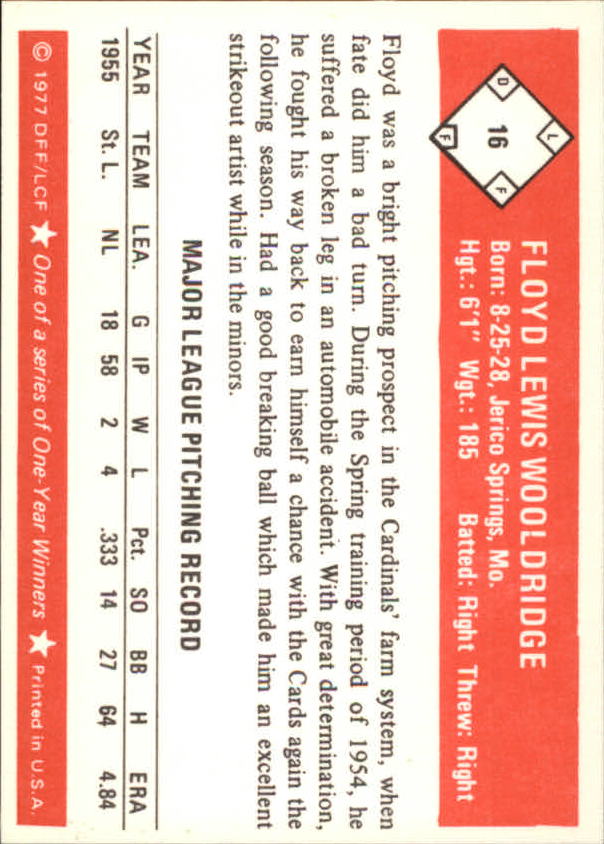 D L F F
16
FLOYD LEWIS WOOLDRIDGE
Born: 8-25-28, Jerico Springs, Mo.
Hgt.: 6'1" Wgt.: 185 Batted: Right Threw: Right
Floyd was a bright pitching prospect in the Cardinals' farm system, when
fate did him a bad turn. During the Spring training period of 1954, he
suffered a broken leg in an automobile accident. With great determination,
he fought his way back to earn himself a chance with the Cards again the
following season. Had a good breaking ball which made him an excellent
strikeout artist while in the minors.
MAJOR LEAGUE PITCHING RECORD
YEAR TEAM LEA. G IP W L Pct. SO BB H ERA
1955 St. L. NL 18 58 2 4 .333 14 27 64 4.84
© 1977 DFF/LCF ★ One of a series of One-Year Winners ★ Printed in U.S.A.